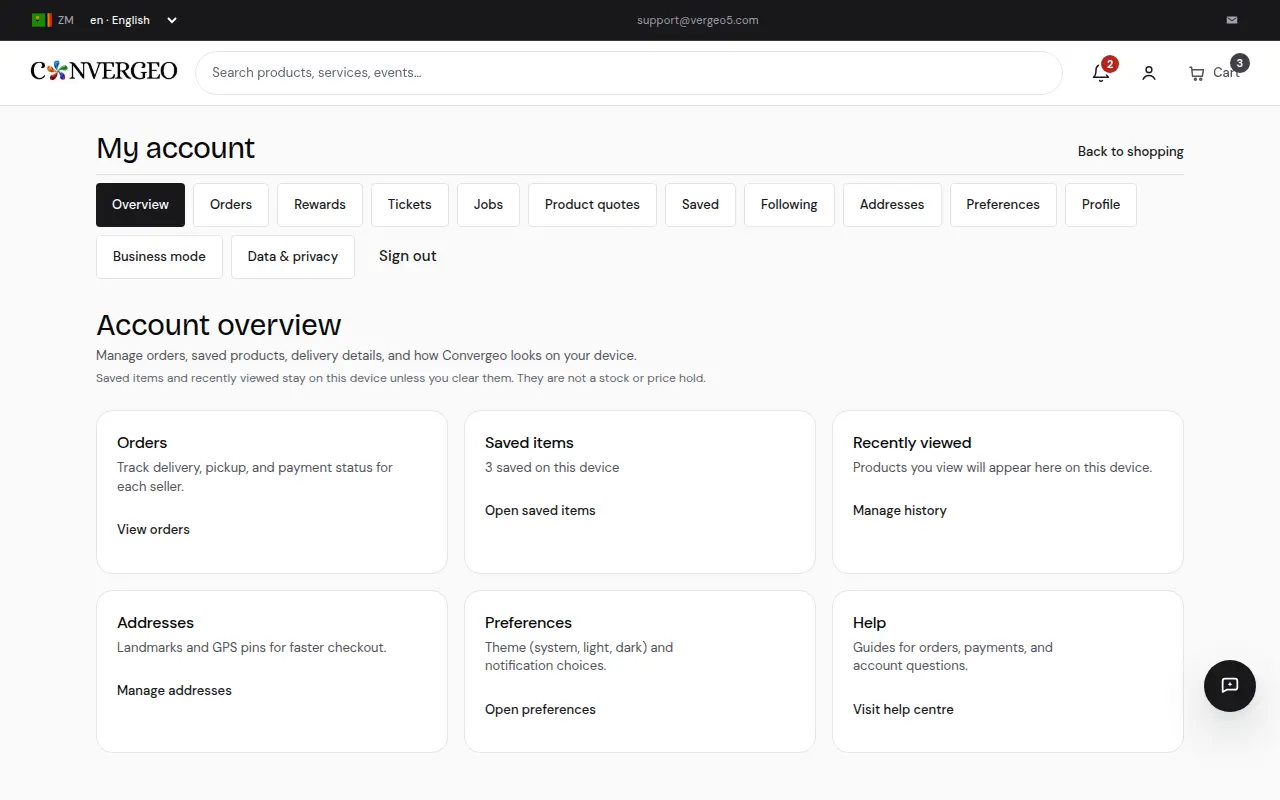 ZM en · English support@vergeo5.com
CONVERGEO Search products, services, events... 2 Cart 3
My account Back to shopping
Overview Orders Rewards Tickets Jobs Product quotes Saved Following Addresses Preferences Profile
Business mode Data & privacy Sign out
Account overview
Manage orders, saved products, delivery details, and how Convergeo looks on your device.
Saved items and recently viewed stay on this device unless you clear them. They are not a stock or price hold.
Orders
Track delivery, pickup, and payment status for
each seller.
View orders
Saved items
3 saved on this device
Open saved items
Recently viewed
Products you view will appear here on this device.
Manage history
Addresses
Landmarks and GPS pins for faster checkout.
Manage addresses
Preferences
Theme (system, light, dark) and
notification choices.
Open preferences
Help
Guides for orders, payments, and
account questions.
Visit help centre